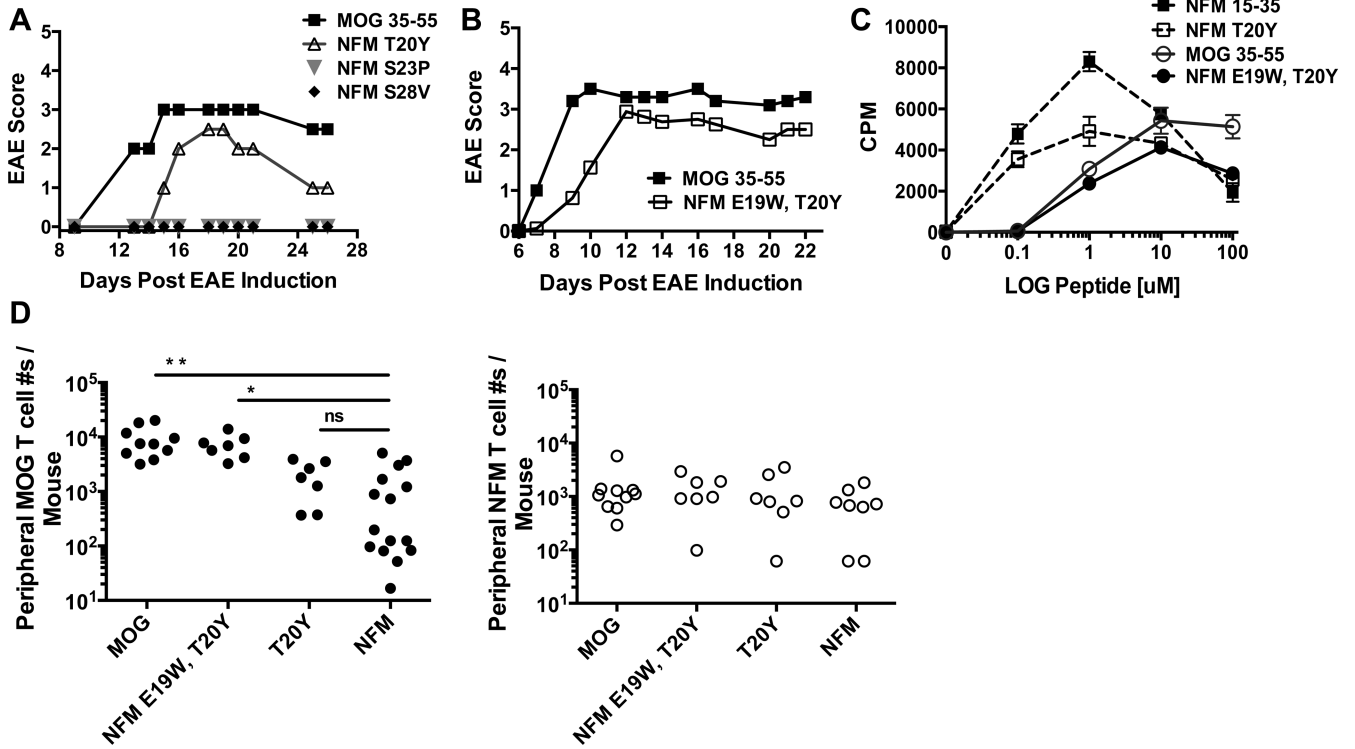 A
MOG 35-55
NFM T20Y
NFM S23P
NFM S28V
EAE Score
5
4
3
2
1
0
8 12 16 20 24 28
Days Post EAE Induction
B
5
4
3
2
1
0
EAE Score
MOG 35-55
NFM E19W, T20Y
6 8 10 12 14 16 18 20 22
Days Post EAE Induction
C
NFM 15-35
NFM T20Y
MOG 35-55
NFM E19W, T20Y
10000
8000
6000
4000
2000
0
CPM
0 0.1 1 10 100
LOG Peptide [uM]
D
Peripheral MOG T cell #s /
Mouse
10^5
10^4
10^3
10^2
10^1
* *
*
ns
MOG
NFM E19W, T20Y
T20Y
NFM
Peripheral NFM T cell #s /
Mouse
10^5
10^4
10^3
10^2
10^1
MOG
NFM E19W, T20Y
T20Y
NFM